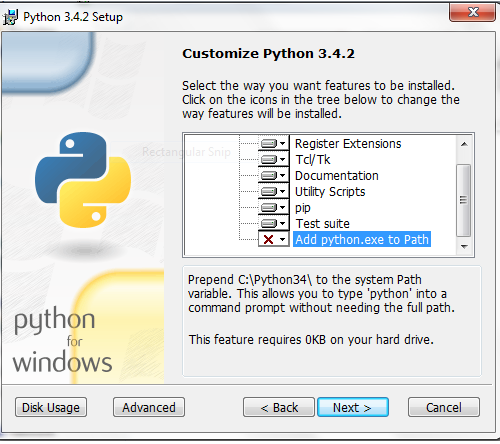 Python 3.4.2 Setup
Customize Python 3.4.2
Select the way you want features to be installed.
Click on the icons in the tree below to change the
way features will be installed.
Rectangular Snip
Register Extensions
Tcl/Tk
Documentation
Utility Scripts
pip
Test suite
Add python.exe to Path
Prepend C:\Python34\ to the system Path
variable. This allows you to type 'python' into a
command prompt without needing the full path.
This feature requires 0KB on your hard drive.
python
for
windows
Disk Usage
Advanced
< Back
Next >
Cancel